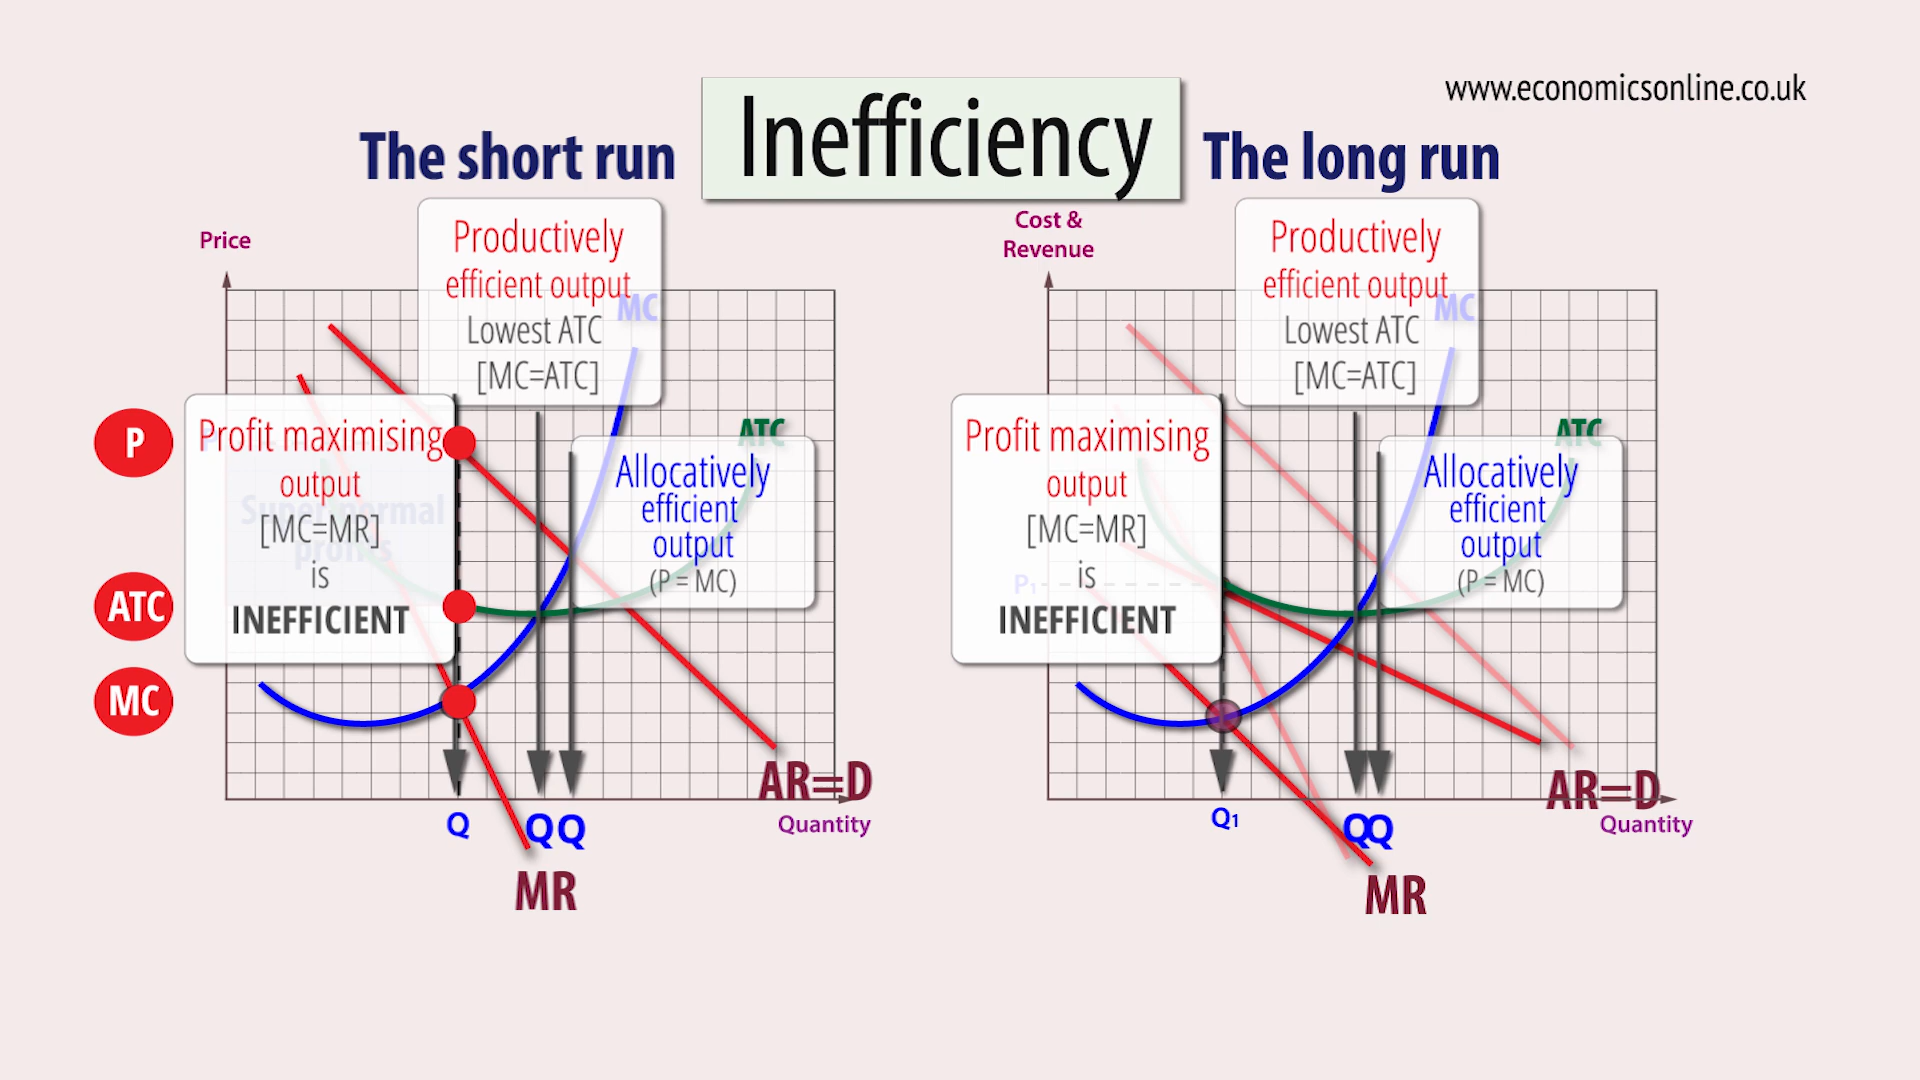 www.economicsonline.co.uk
Inefficiency
The short run
The long run
Price
Productively
efficient output
Lowest ATC
[MC=ATC]
MC
Profit maximising
output
[MC=MR]
is
INEFFICIENT
Supernormal
profits
P
ATC
MC
ATC
Allocatively
efficient
output
(P = MC)
AR=D
Quantity
Q
Q
Q
MR
Cost &
Revenue
Productively
efficient output
Lowest ATC
[MC=ATC]
MC
Profit maximising
output
[MC=MR]
is
INEFFICIENT
P1
ATC
Allocatively
efficient
output
(P = MC)
AR=D
Quantity
Q1
Q
Q
MR